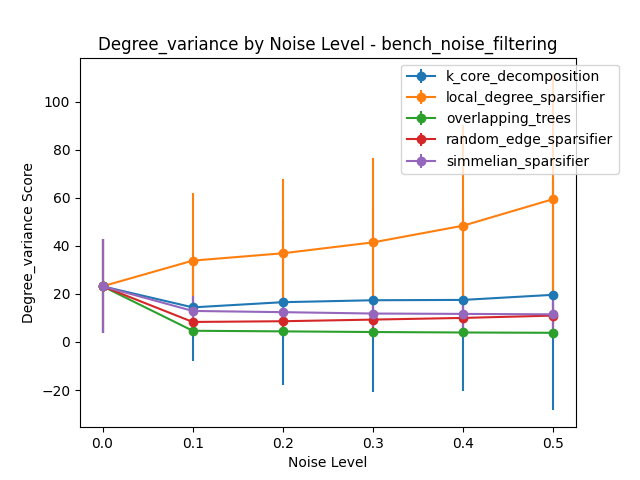 Degree_variance by Noise Level - bench_noise_filtering
k_core_decomposition
local_degree_sparsifier
overlapping_trees
random_edge_sparsifier
simmelian_sparsifier
Degree_variance Score
100
80
60
40
20
0
−20
0.0 0.1 0.2 0.3 0.4 0.5
Noise Level